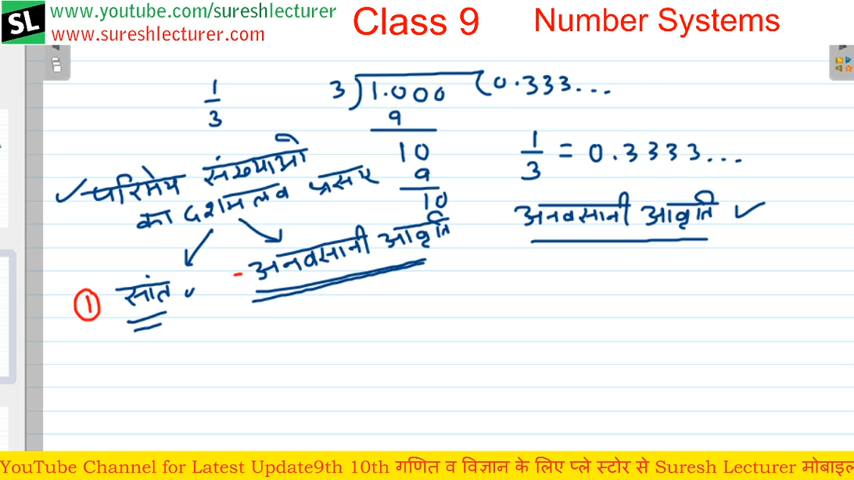 SL
www.youtube.com/sureshlecturer
www.sureshlecturer.com
Class 9
Number Systems
1/3
3) 1.000 (0.333...
9
10
9
10
1/3 = 0.3333...
परिमेय संख्याओ
का दशमलव प्रसार
अनवसानी आवृति
① सांत
- अनवसानी आवृति
YouTube Channel for Latest Update9th 10th गणित व विज्ञान के लिए प्ले स्टोर से Suresh Lecturer मोबाइल